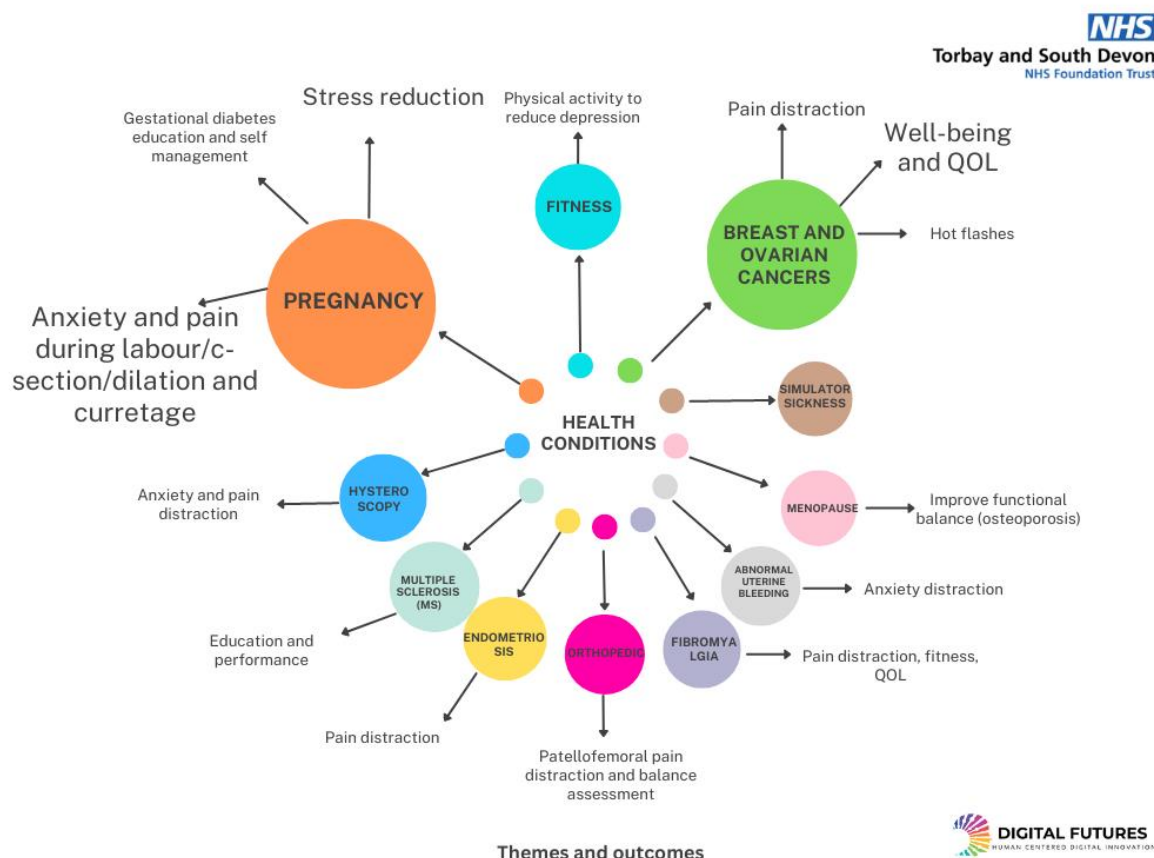 NHS
Torbay and South Devon
NHS Foundation Trust
Stress reduction
Gestational diabetes
education and self
management
Physical activity to
reduce depression
Pain distraction
Well-being
and QOL
Hot flashes
FITNESS
BREAST AND
OVARIAN
CANCERS
PREGNANCY
Anxiety and pain
during labour/c-
section/dilation and
curretage
SIMULATOR
SICKNESS
HEALTH
CONDITIONS
HYSTERO
SCOPY
Anxiety and pain
distraction
MENOPAUSE
Improve functional
balance (osteoporosis)
MULTIPLE
SCLEROSIS
(MS)
ABNORMAL
UTERINE
BLEEDING
Anxiety distraction
Education and
performance
ENDOMETRIO
SIS
ORTHOPEDIC
FIBROMYA
LGIA
Pain distraction, fitness,
QOL
Pain distraction
Patellofemoral pain
distraction and balance
assessment
DIGITAL FUTURES
HUMAN CENTERED DIGITAL INNOVATION
Themes and outcomes